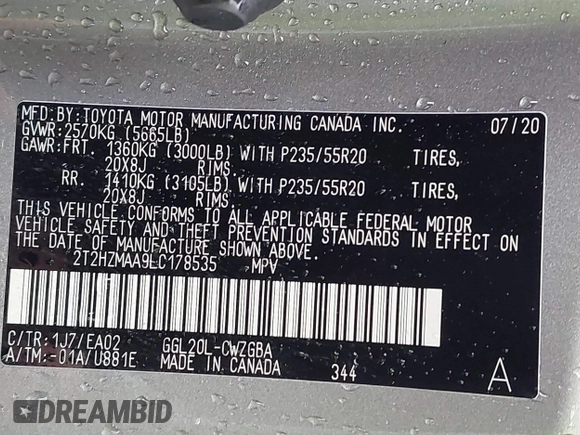 MFD.BY:TOYOTA MOTOR MANUFACTURING CANADA INC. 07/20
GVWR:2570KG (5665LB)
GAWR:FRT. 1360KG (3000LB) WITH P235/55R20 TIRES,
20X8J RIMS,
RR. 1410KG (3105LB) WITH P235/55R20 TIRES,
20X8J RIMS.
THIS VEHICLE CONFORMS TO ALL APPLICABLE FEDERAL MOTOR
VEHICLE SAFETY AND THEFT PREVENTION STANDARDS IN EFFECT ON
THE DATE OF MANUFACTURE SHOWN ABOVE.
2T2HZMAA9LC178535 MPV
C/TR:1J7/EA02 GGL20L-CWZGBA
A/TM:-01A/U881E MADE IN CANADA 344 A
DREAMBID